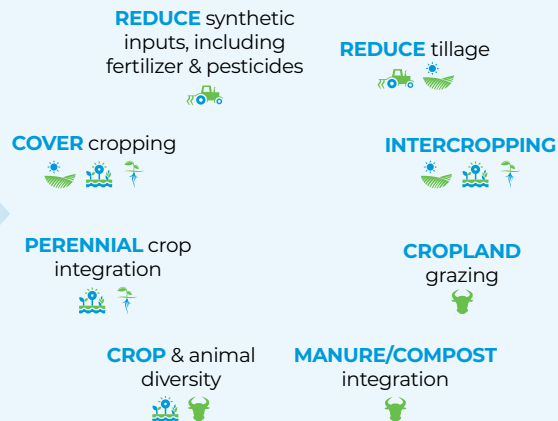 REDUCE synthetic
inputs, including
fertilizer & pesticides
REDUCE tillage
COVER cropping
INTERCROPPING
PERENNIAL crop
integration
CROPLAND
grazing
CROP & animal
diversity
MANURE/COMPOST
integration